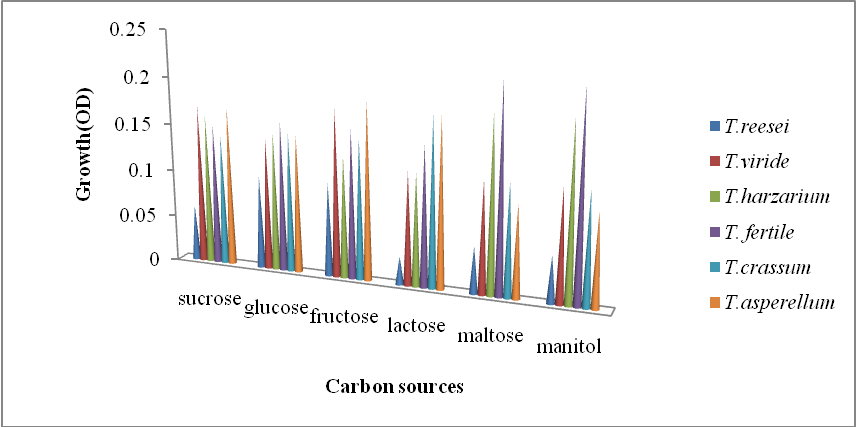 0.25
0.2
0.15
0.1
0.05
0
Growth(OD)
sucrose
glucose
fructose
lactose
maltose
manitol
Carbon sources
T.reesei
T.viride
T.harzarium
T. fertile
T.crassum
T.asperellum